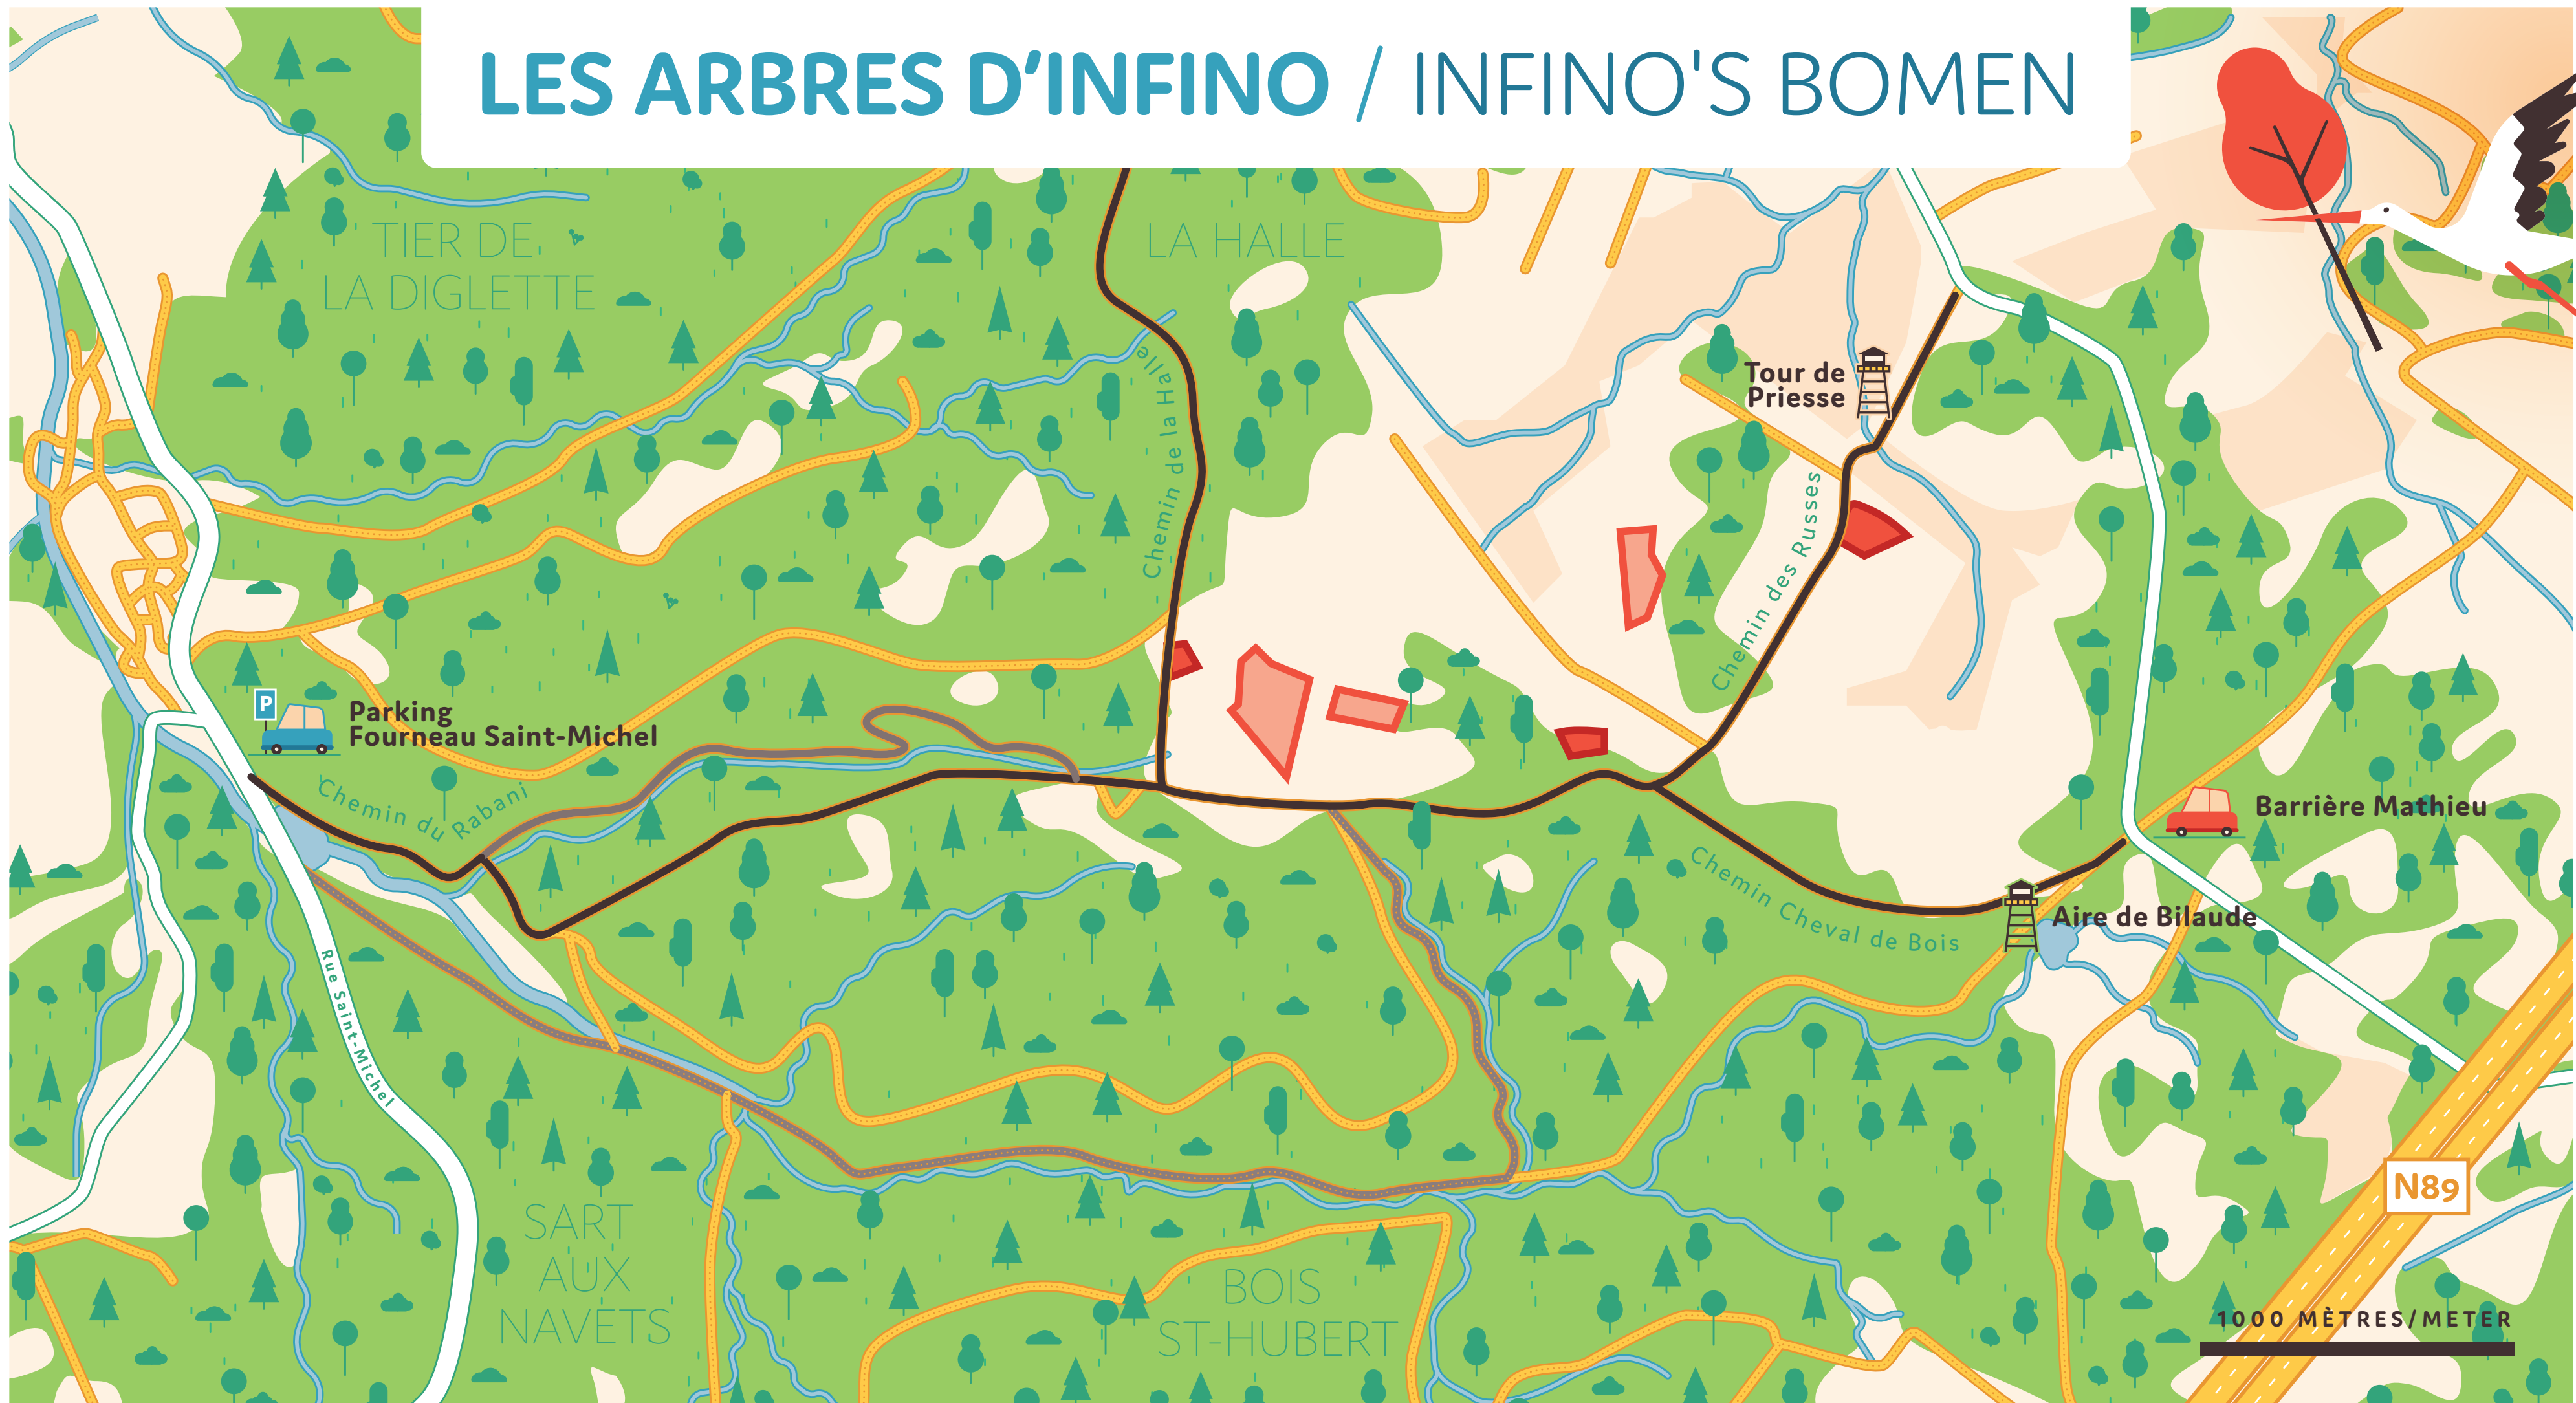 LES ARBRES D'INFINO / INFINO'S BOMEN
TIER DE
LA DIGLETTE
LA HALLE
Chemin de la Halle
Tour de
Priesse
Chemin des Russes
P
Parking
Fourneau Saint-Michel
Chemin du Rabani
Barrière Mathieu
Chemin Cheval de Bois
Aire de Bilaude
Rue Saint-Michel
N89
SART
AUX
NAVETS
BOIS
ST-HUBERT
1000 MÈTRES/METER